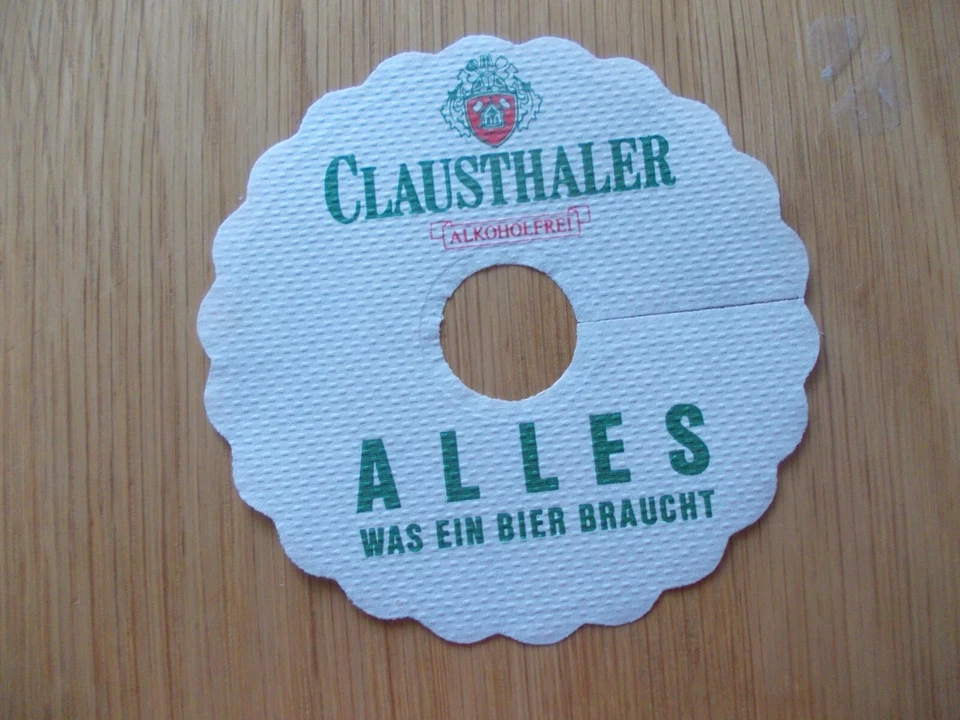 CLAUSTHALER
ALKOHOLFREI
ALLES
WAS EIN BIER BRAUCHT